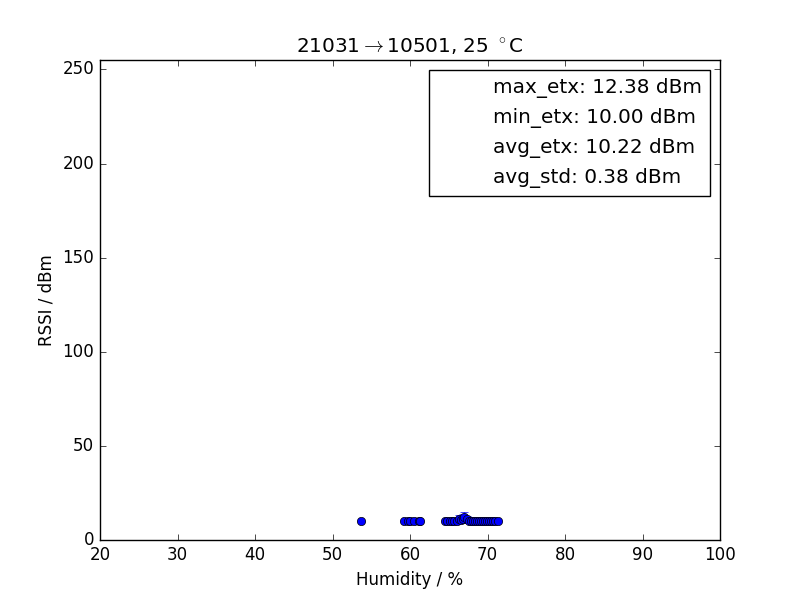 21031→10501, 25 °C
max_etx: 12.38 dBm
min_etx: 10.00 dBm
avg_etx: 10.22 dBm
avg_std: 0.38 dBm
RSSI / dBm
250
200
150
100
50
0
20 30 40 50 60 70 80 90 100
Humidity / %